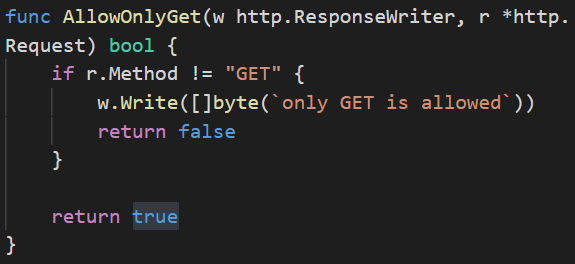 func AllowOnlyGet(w http.ResponseWriter, r *http.
Request) bool {
    if r.Method != "GET" {
        w.Write([]byte(`only GET is allowed`))
        return false
    }

    return true
}